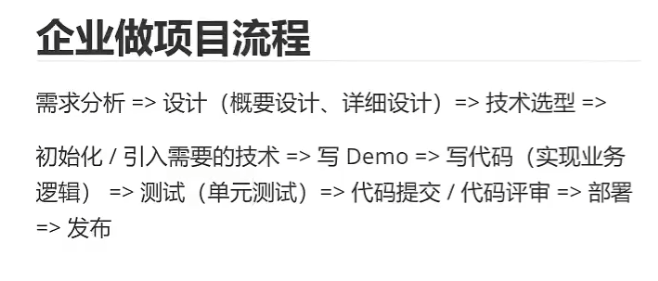 企业做项目流程
需求分析 => 设计（概要设计、详细设计）=> 技术选型 =>
初始化 / 引入需要的技术 => 写 Demo => 写代码（实现业务
逻辑） => 测试（单元测试）=> 代码提交 / 代码评审 => 部署
=> 发布